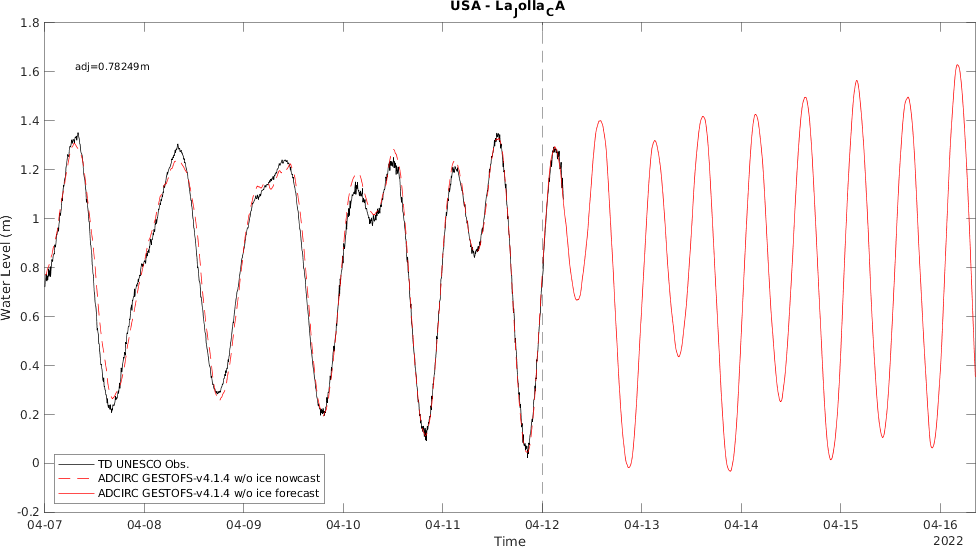 USA - LaJollaCA
1.8
adj=0.78249m
1.6
1.4
1.2
1
0.8
0.6
0.4
0.2
0
-0.2
Water Level (m)
TD UNESCO Obs.
ADCIRC GESTOFS-v4.1.4 w/o ice nowcast
ADCIRC GESTOFS-v4.1.4 w/o ice forecast
04-07 04-08 04-09 04-10 04-11 04-12 04-13 04-14 04-15 04-16
Time
2022